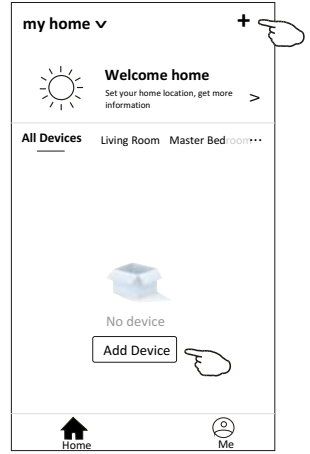 my home
+
Welcome home
Set your home location, get more
information
>
All Devices Living Room Master Bedroom ...
No device
Add Device
Home Me